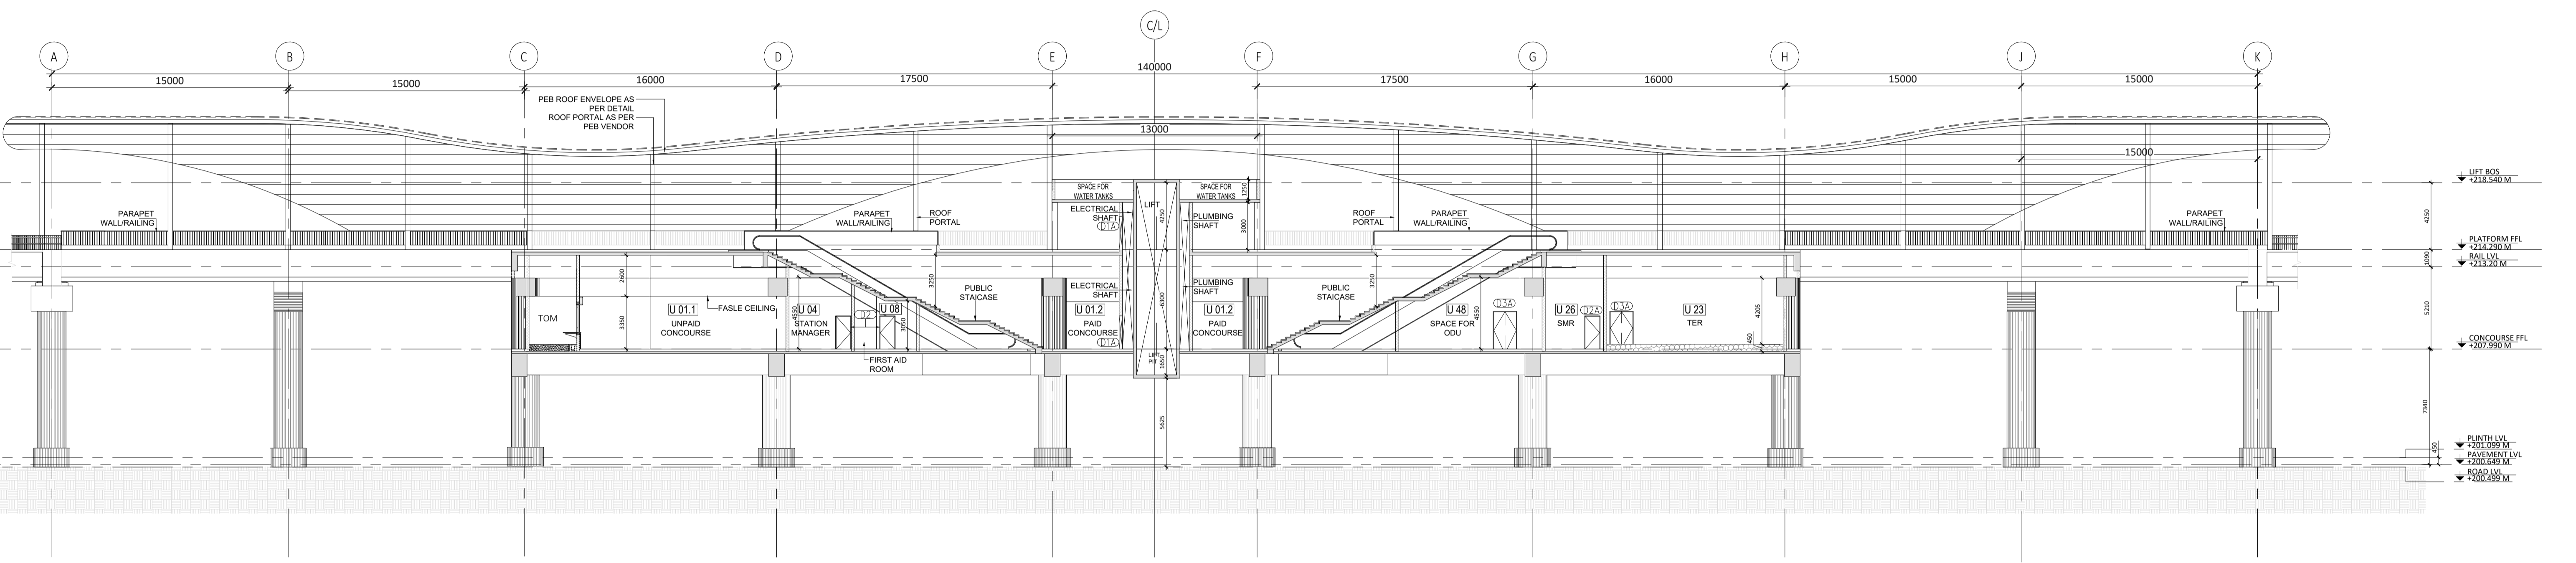 C/L
A
B
C
D
E
F
G
H
J
K
140000
15000
15000
16000
17500
17500
16000
15000
15000
PEB ROOF ENVELOPE AS
PER DETAIL
ROOF PORTAL AS PER
PEB VENDOR
13000
15000
LIFT BOS
+218.540 M
SPACE FOR
WATER TANKS
LIFT
4250
SPACE FOR
WATER TANKS
1250
PARAPET
WALL/RAILING
PARAPET
WALL/RAILING
ROOF
PORTAL
ELECTRICAL
SHAFT
D1A
PLUMBING
SHAFT
3000
ROOF
PORTAL
PARAPET
WALL/RAILING
PARAPET
WALL/RAILING
4250
PLATFORM FFL
+214.290 M
1090
RAIL LVL
+213.20 M
2600
3250
ELECTRICAL
SHAFT
PLUMBING
SHAFT
6300
3250
PUBLIC
STAICASE
PUBLIC
STAICASE
TOM
3350
FASLE CEILING
U 01.1
UNPAID
CONCOURSE
4550
U 04
STATION
MANAGER
D2
U 08
3050
FIRST AID
ROOM
U 01.2
PAID
CONCOURSE
D1A
U 01.2
PAID
CONCOURSE
U 48
SPACE FOR
ODU
4550
D3A
U 26
SMR
D2A
D3A
U 23
TER
450
4205
5210
CONCOURSE FFL
+207.990 M
LIFT
PIT
1650
5625
7340
450
PLINTH LVL
+201.099 M
PAVEMENT LVL
+200.649 M
ROAD LVL
+200.499 M